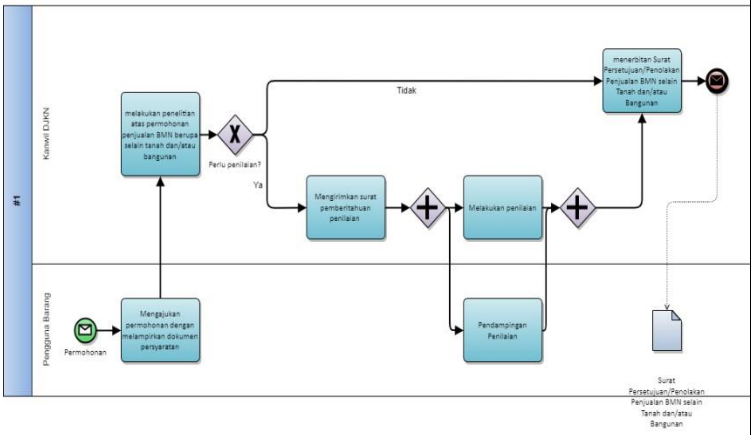 #1
Kanwil DJKN
melakukan penelitian
atas permohonan
penjualan BMN berupa
selain tanah dan/atau
bangunan
X
Perlu penilaian?
Tidak
Ya
Mengirimkan surat
pemberitahuan
penilaian
Melakukan penilaian
menerbitan Surat
Persetujuan/Penolakan
Penjualan BMN selain
Tanah dan/atau
Bangunan
Pengguna Barang
Permohonan
Mengajukan
permohonan dengan
melampirkan dokumen
persyaratan
Pendampingan
Penilaian
Surat
Persetujuan/Penolakan
Penjualan BMN selain
Tanah dan/atau
Bangunan